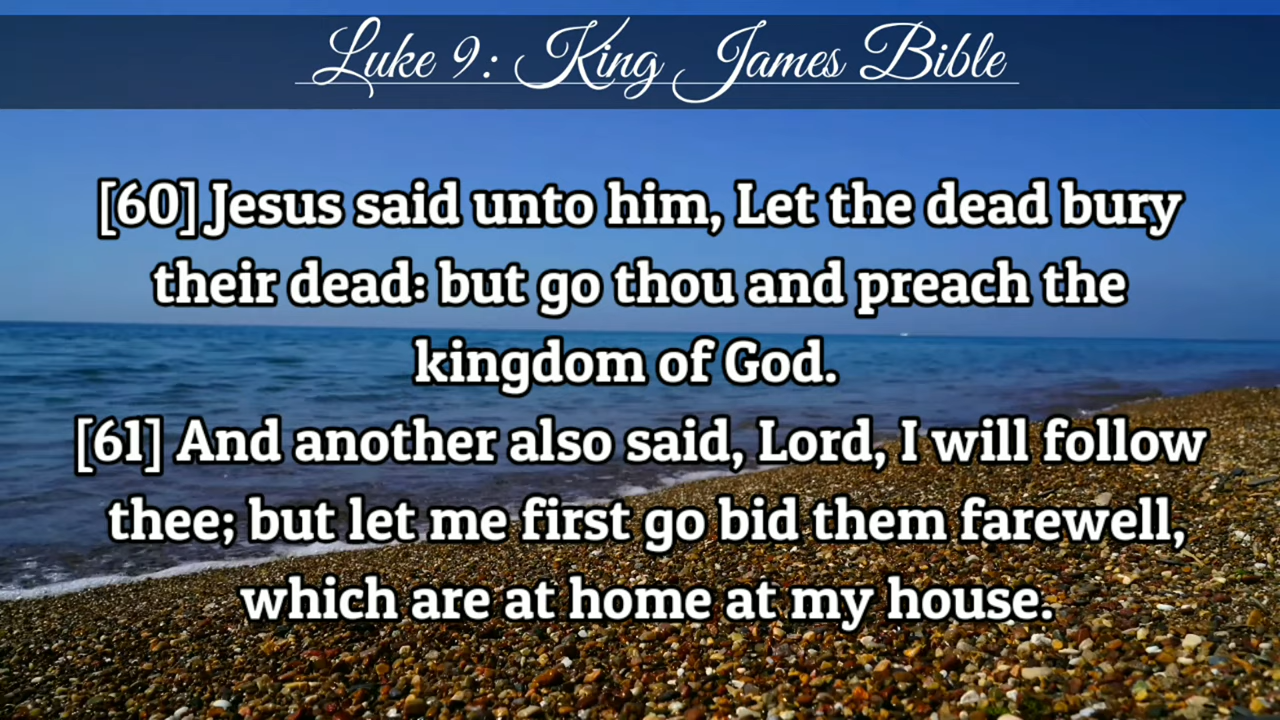 Luke 9: King James Bible
[60] Jesus said unto him, Let the dead bury
their dead: but go thou and preach the
kingdom of God.
[61] And another also said, Lord, I will follow
thee; but let me first go bid them farewell,
which are at home at my house.